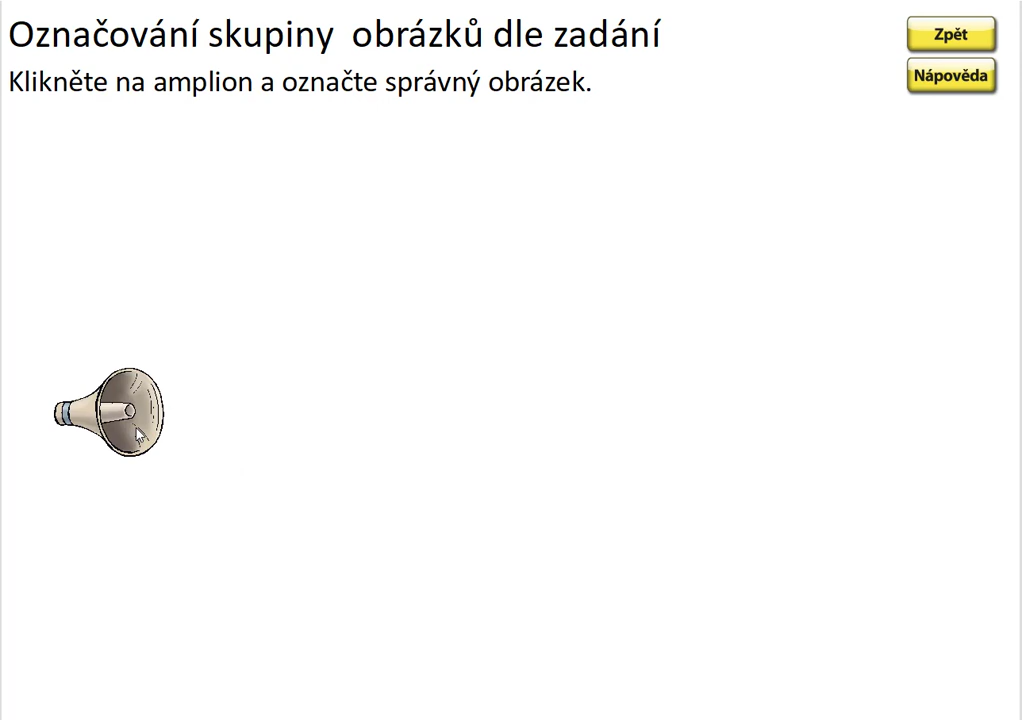 Označování skupiny  obrázků dle zadání
Zpět
Klikněte na amplion a označte správný obrázek.
Nápověda